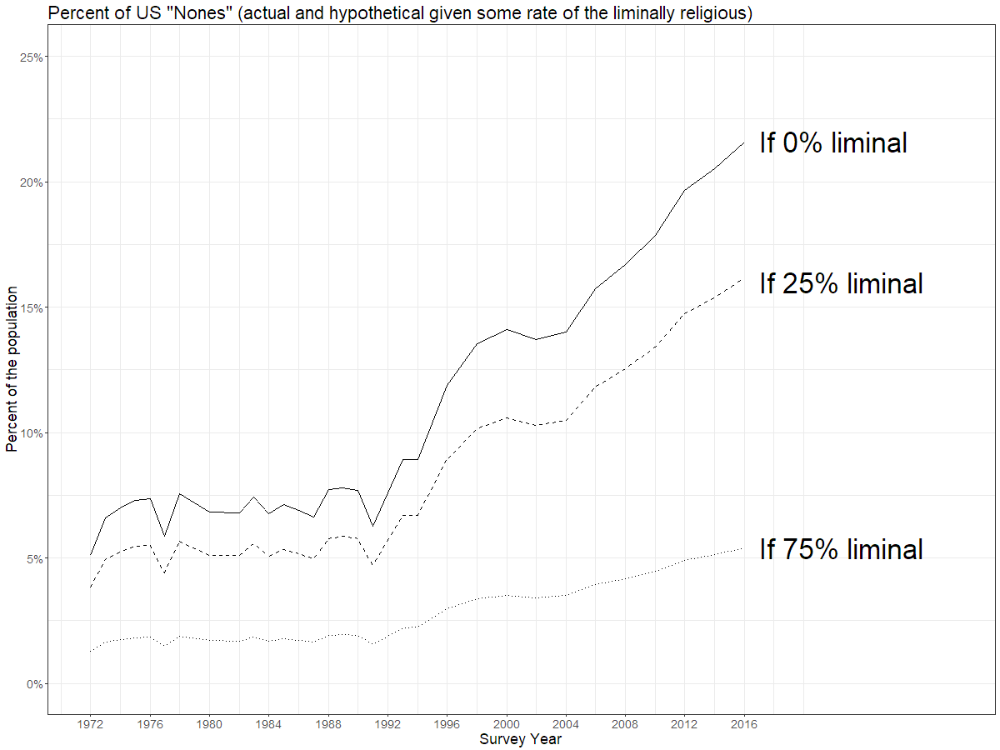 Percent of US "Nones" (actual and hypothetical given some rate of the liminally religious)
25%
20%
15%
10%
5%
0%
Percent of the population
If 0% liminal
If 25% liminal
If 75% liminal
1972 1976 1980 1984 1988 1992 1996 2000 2004 2008 2012 2016
Survey Year